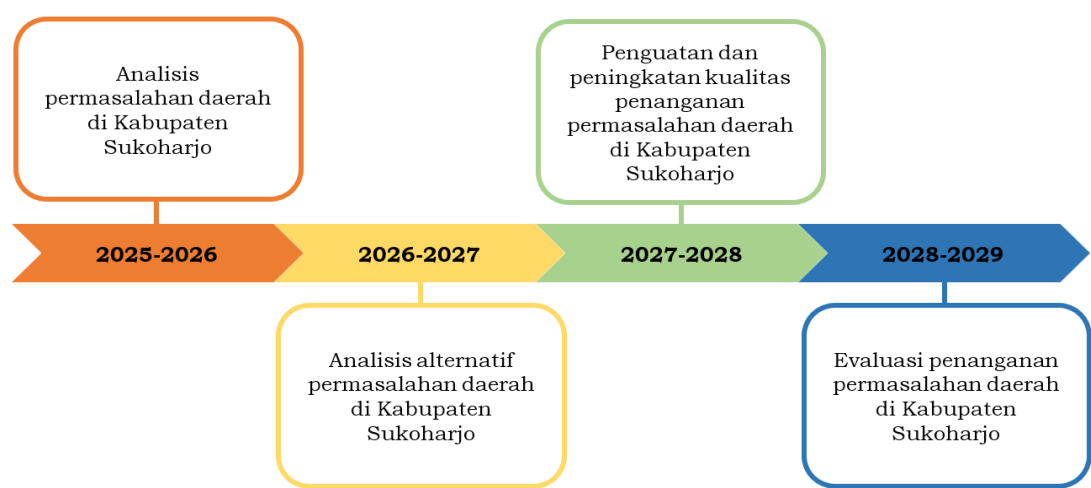 Analisis
permasalahan daerah
di Kabupaten
Sukoharjo
Penguatan dan
peningkatan kualitas
penanganan
permasalahan daerah
di Kabupaten
Sukoharjo
2025-2026
2026-2027
2027-2028
2028-2029
Analisis alternatif
permasalahan daerah
di Kabupaten
Sukoharjo
Evaluasi penanganan
permasalahan daerah
di Kabupaten
Sukoharjo